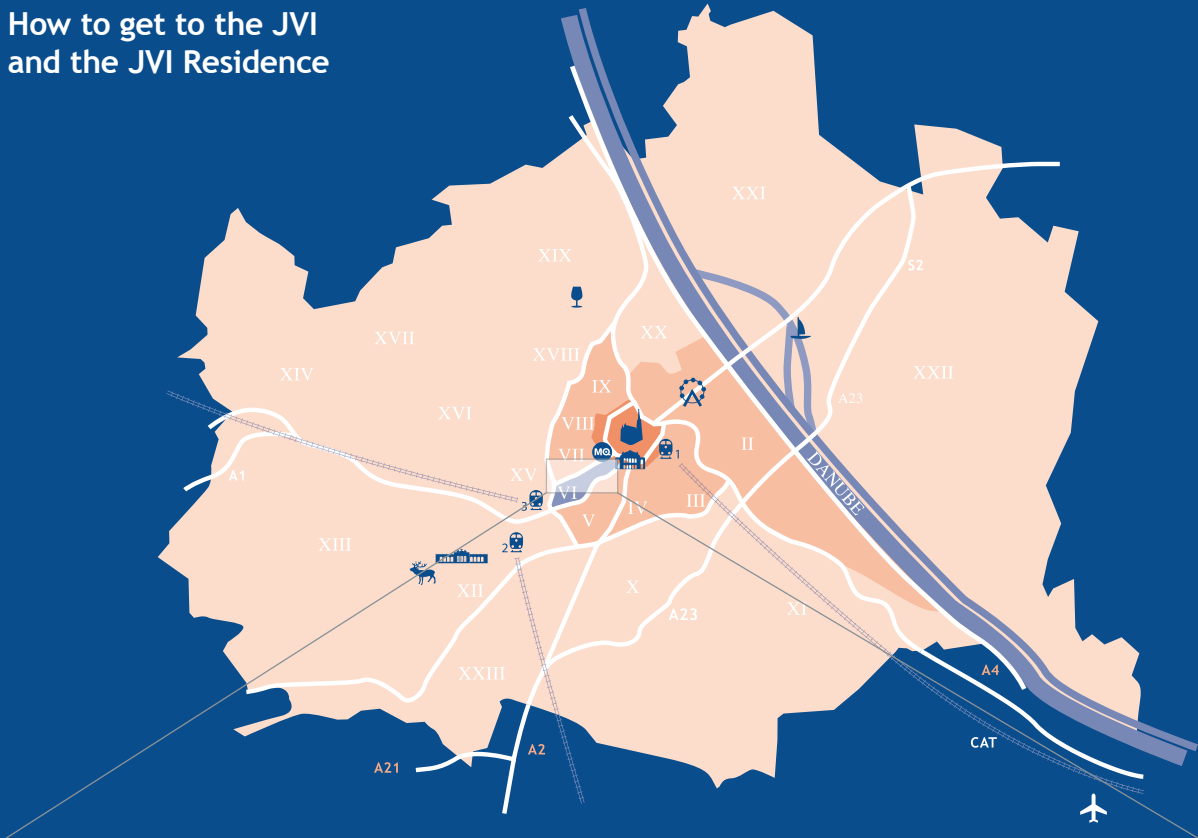 How to get to the JVI
and the JVI Residence
XXI
XIX
S2
XX
XVII
XVIII
XIV
XXII
IX
A23
XVI
VIII
II
VII
MQ
1
XV
A1
DANUBE
VI
3
IV
III
V
XIII
2
XII
X
XI
A23
XXIII
A4
CAT
A2
A21